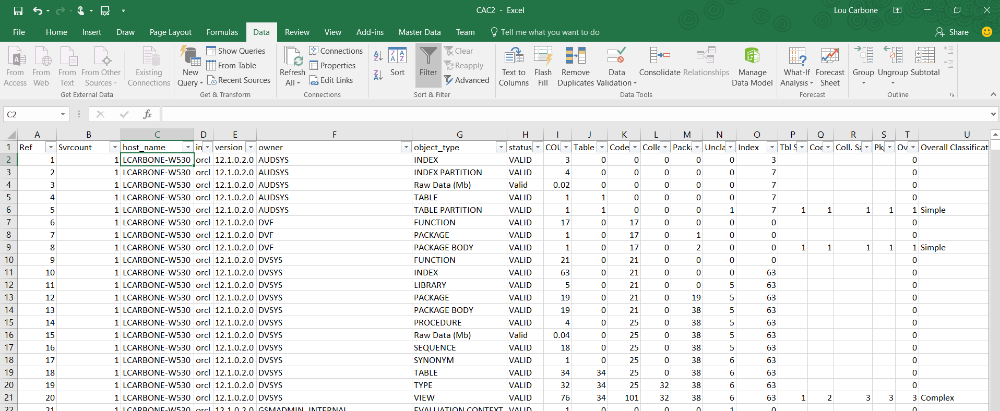 CAC2 - Excel
Lou Carbone
File Home Insert Draw Page Layout Formulas Data Review View Add-ins Master Data Team Tell me what you want to do Share
From Access
From Web
From Text
From Other Sources
Existing Connections
Get External Data
New Query
Show Queries
From Table
Recent Sources
Get & Transform
Refresh All
Connections
Properties
Edit Links
Connections
A Z
Z A
Z A A Z
Sort
Filter
Clear
Reapply
Advanced
Sort & Filter
Text to Columns
Flash Fill
Remove Duplicates
Data Validation
Consolidate
Relationships
Manage Data Model
Data Tools
What-If Analysis
Forecast Sheet
Forecast
Group
Ungroup
Subtotal
Outline
C2 fx
A B C D E F G H I J K L M N O P Q R S T U
1 Ref Svrcount host_name in version owner object_type status COU Table Code Colle Pack Uncla Index Tbl S Coc Coll. Sz Pk Ov Overall Classificat
2 1 1 LCARBONE-W530 orcl 12.1.0.2.0 AUDSYS INDEX VALID 3 0 0 0 0 0 3 0
3 2 1 LCARBONE-W530 orcl 12.1.0.2.0 AUDSYS INDEX PARTITION VALID 4 0 0 0 0 0 7 0
4 3 1 LCARBONE-W530 orcl 12.1.0.2.0 AUDSYS Raw Data (Mb) Valid 0.02 0 0 0 0 0 7 0
5 4 1 LCARBONE-W530 orcl 12.1.0.2.0 AUDSYS TABLE VALID 1 1 0 0 0 0 7 0
6 5 1 LCARBONE-W530 orcl 12.1.0.2.0 AUDSYS TABLE PARTITION VALID 1 1 0 0 0 1 7 1 1 1 1 1 Simple
7 6 1 LCARBONE-W530 orcl 12.1.0.2.0 DVF FUNCTION VALID 17 0 17 0 0 0 0 0
8 7 1 LCARBONE-W530 orcl 12.1.0.2.0 DVF PACKAGE VALID 1 0 17 0 1 0 0 0
9 8 1 LCARBONE-W530 orcl 12.1.0.2.0 DVF PACKAGE BODY VALID 1 0 17 0 2 0 0 1 1 1 1 1 Simple
10 9 1 LCARBONE-W530 orcl 12.1.0.2.0 DVSYS FUNCTION VALID 21 0 21 0 0 0 0 0
11 10 1 LCARBONE-W530 orcl 12.1.0.2.0 DVSYS INDEX VALID 63 0 21 0 0 0 63 0
12 11 1 LCARBONE-W530 orcl 12.1.0.2.0 DVSYS LIBRARY VALID 5 0 21 0 0 5 63 0
13 12 1 LCARBONE-W530 orcl 12.1.0.2.0 DVSYS PACKAGE VALID 19 0 21 0 19 5 63 0
14 13 1 LCARBONE-W530 orcl 12.1.0.2.0 DVSYS PACKAGE BODY VALID 19 0 21 0 38 5 63 0
15 14 1 LCARBONE-W530 orcl 12.1.0.2.0 DVSYS PROCEDURE VALID 4 0 25 0 38 5 63 0
16 15 1 LCARBONE-W530 orcl 12.1.0.2.0 DVSYS Raw Data (Mb) Valid 0.04 0 25 0 38 5 63 0
17 16 1 LCARBONE-W530 orcl 12.1.0.2.0 DVSYS SEQUENCE VALID 18 0 25 0 38 5 63 0
18 17 1 LCARBONE-W530 orcl 12.1.0.2.0 DVSYS SYNONYM VALID 1 0 25 0 38 6 63 0
19 18 1 LCARBONE-W530 orcl 12.1.0.2.0 DVSYS TABLE VALID 34 34 25 0 38 6 63 0
20 19 1 LCARBONE-W530 orcl 12.1.0.2.0 DVSYS TYPE VALID 32 34 25 32 38 6 63 0
21 20 1 LCARBONE-W530 orcl 12.1.0.2.0 DVSYS VIEW VALID 76 34 101 32 38 6 63 1 2 3 3 3 Complex
22 21 1 LCARBONE-W530 orcl 12.1.0.2.0 GSMADMIN_INTERNAL EVALUATION CONTEXT VALID 1 0 0 0 0 1 0 0